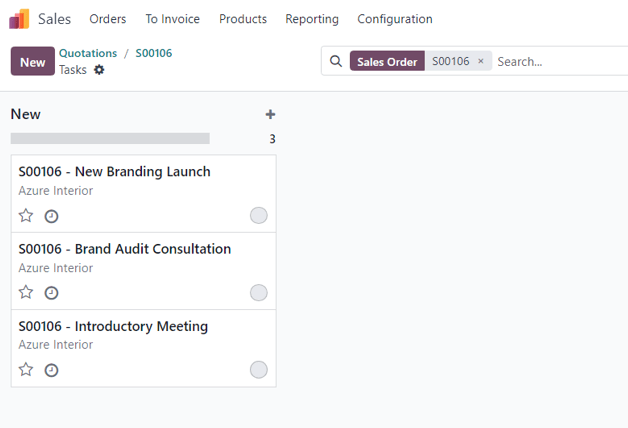 Sales Orders To Invoice Products Reporting Configuration
New Quotations / S00106
Tasks
Sales Order S00106 × Search...
New +
3
S00106 - New Branding Launch
Azure Interior
S00106 - Brand Audit Consultation
Azure Interior
S00106 - Introductory Meeting
Azure Interior